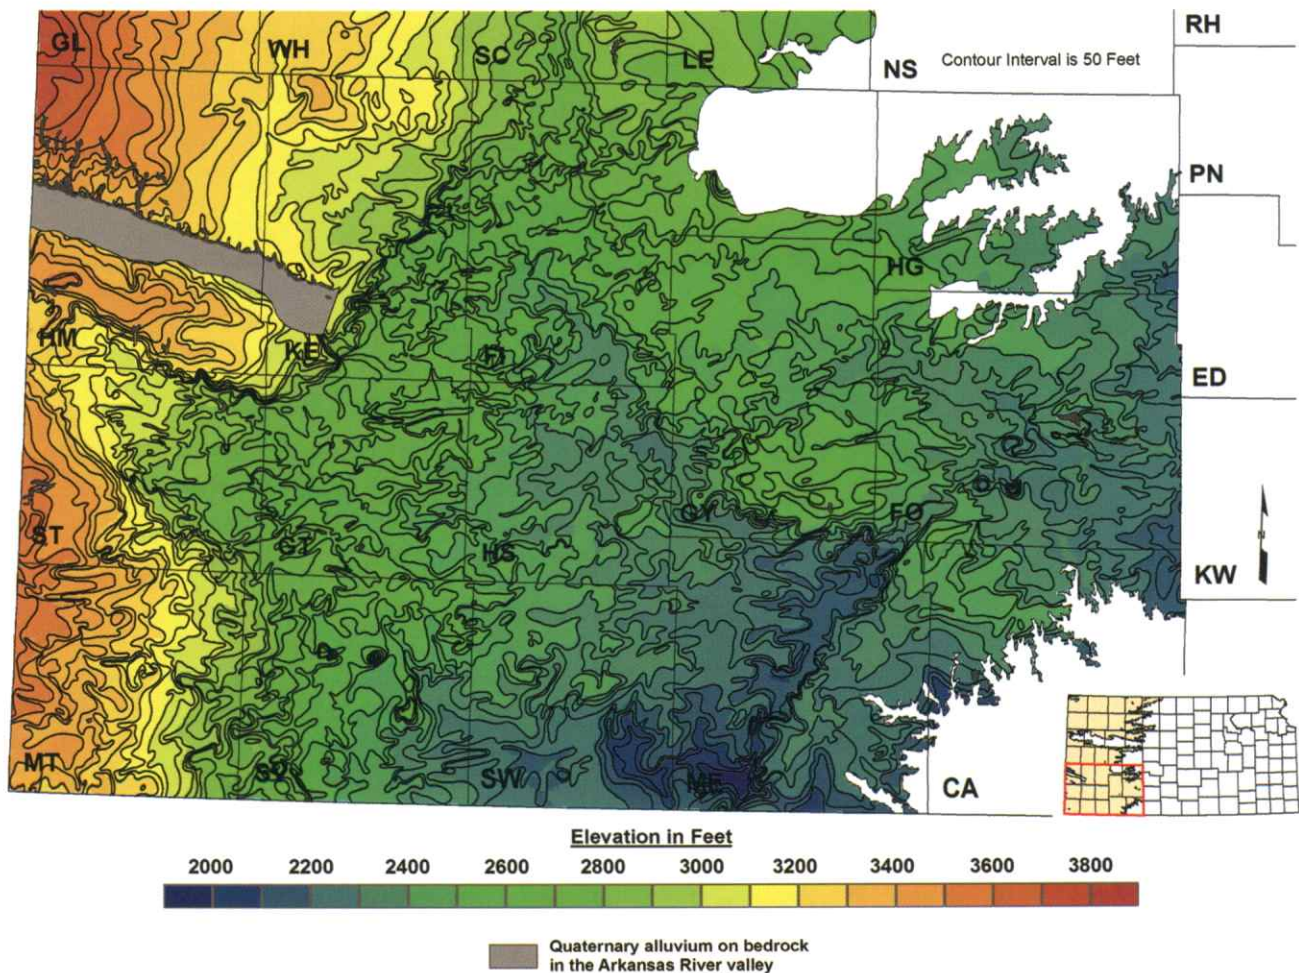 RH
GL
WH
SC
LE
NS
Contour Interval is 50 Feet
PN
HG
HM
KE
FI
ED
GY
FO
ST
GT
HS
KW
MT
SV
SW
ME
CA
Elevation in Feet
2000 2200 2400 2600 2800 3000 3200 3400 3600 3800
Quaternary alluvium on bedrock
in the Arkansas River valley